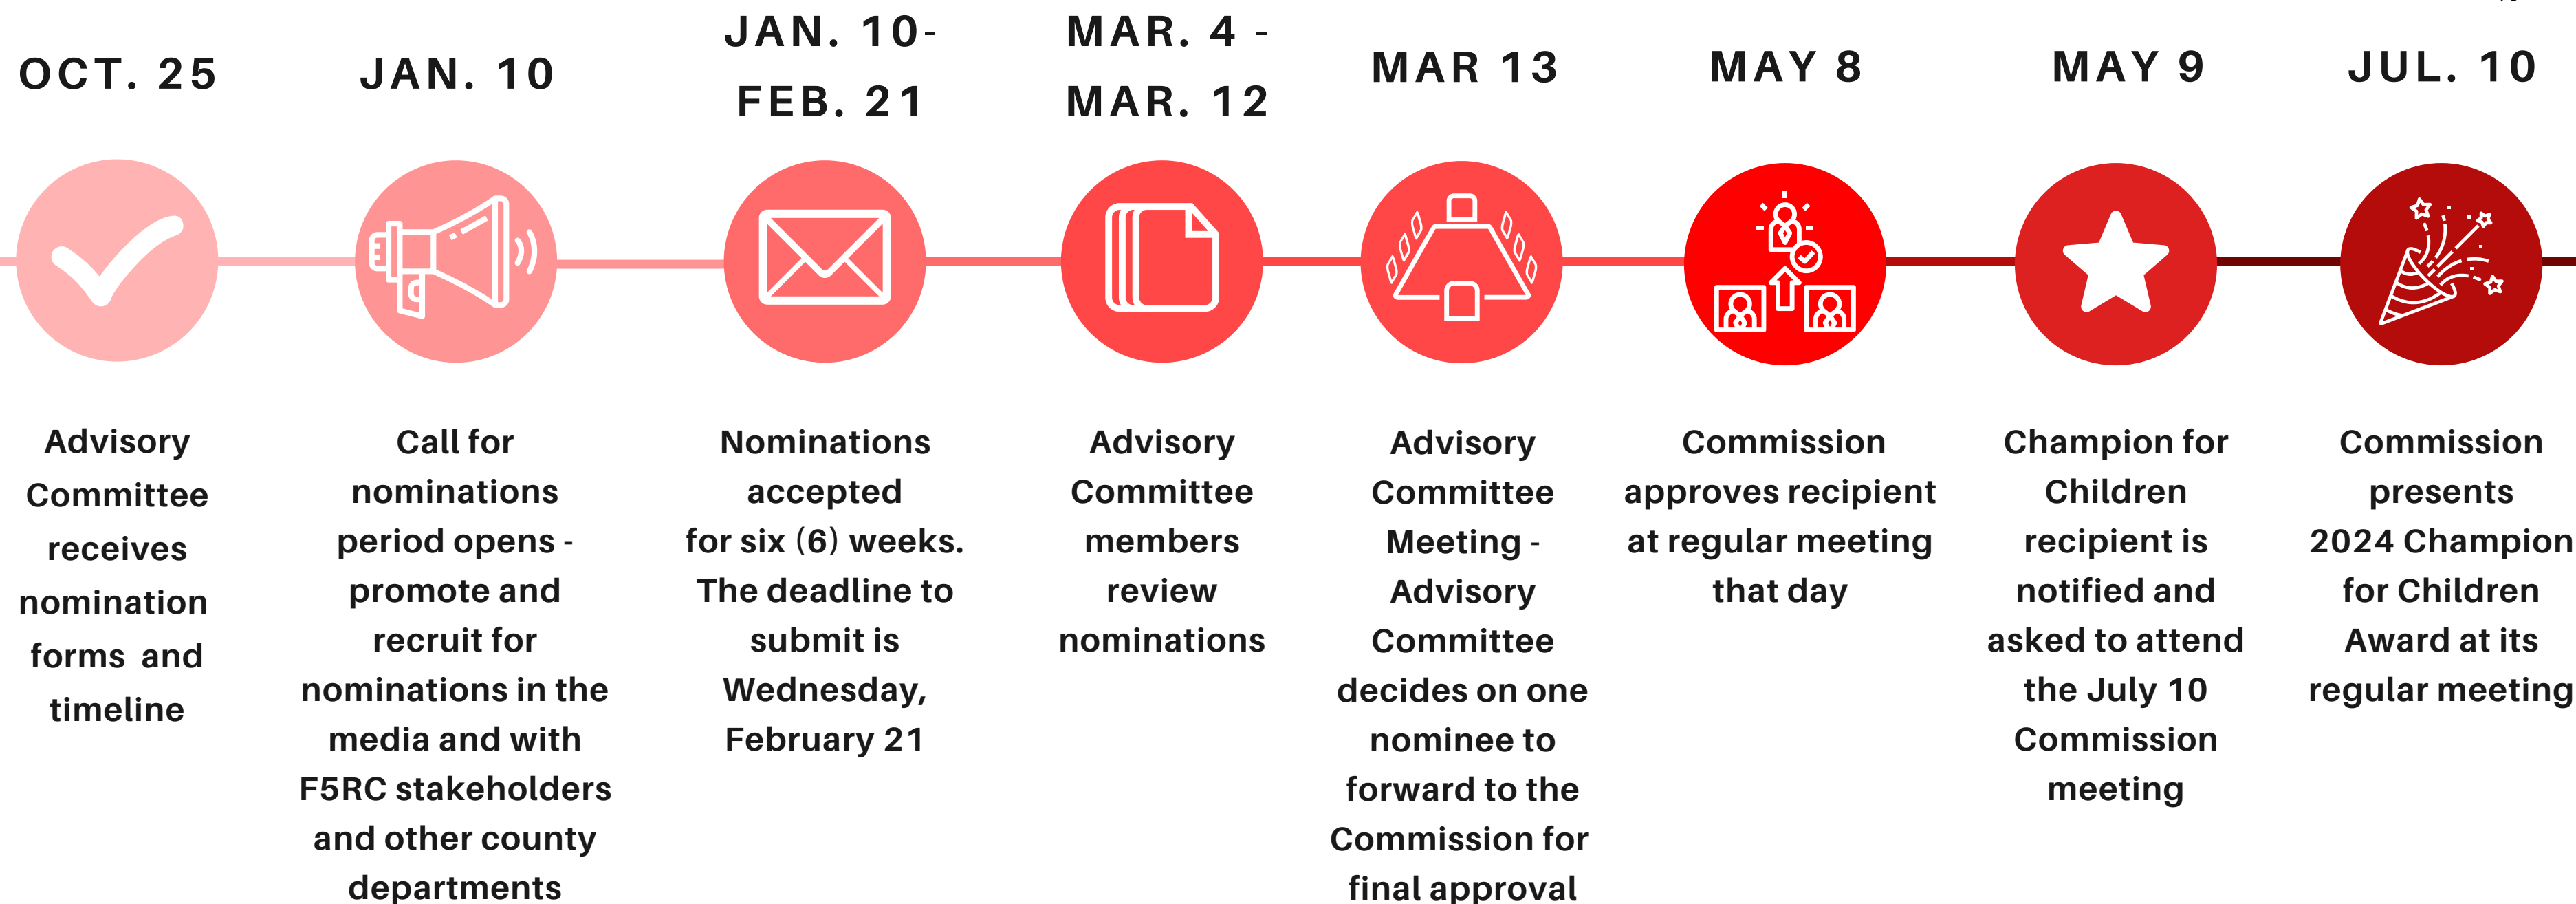 OCT. 25
Advisory
Committee
receives
nomination
forms and
timeline
JAN. 10
Call for
nominations
period opens -
promote and
recruit for
nominations in the
media and with
F5RC stakeholders
and other county
departments
JAN. 10-
FEB. 21
Nominations
accepted
for six (6) weeks.
The deadline to
submit is
Wednesday,
February 21
MAR. 4 -
MAR. 12
Advisory
Committee
members
review
nominations
MAR 13
Advisory
Committee
Meeting -
Advisory
Committee
decides on one
nominee to
forward to the
Commission for
final approval
MAY 8
Commission
approves recipient
at regular meeting
that day
MAY 9
Champion for
Children
recipient is
notified and
asked to attend
the July 10
Commission
meeting
JUL. 10
Commission
presents
2024 Champion
for Children
Award at its
regular meeting